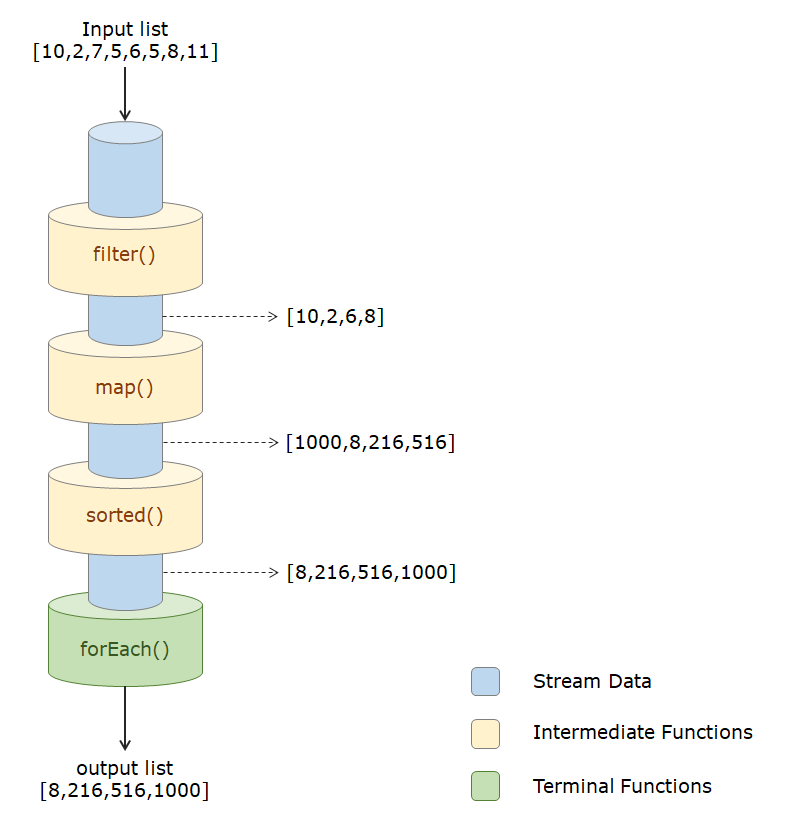 Input list
[10,2,7,5,6,5,8,11]
filter()
[10,2,6,8]
map()
[1000,8,216,516]
sorted()
[8,216,516,1000]
forEach()
output list
[8,216,516,1000]
Stream Data
Intermediate Functions
Terminal Functions